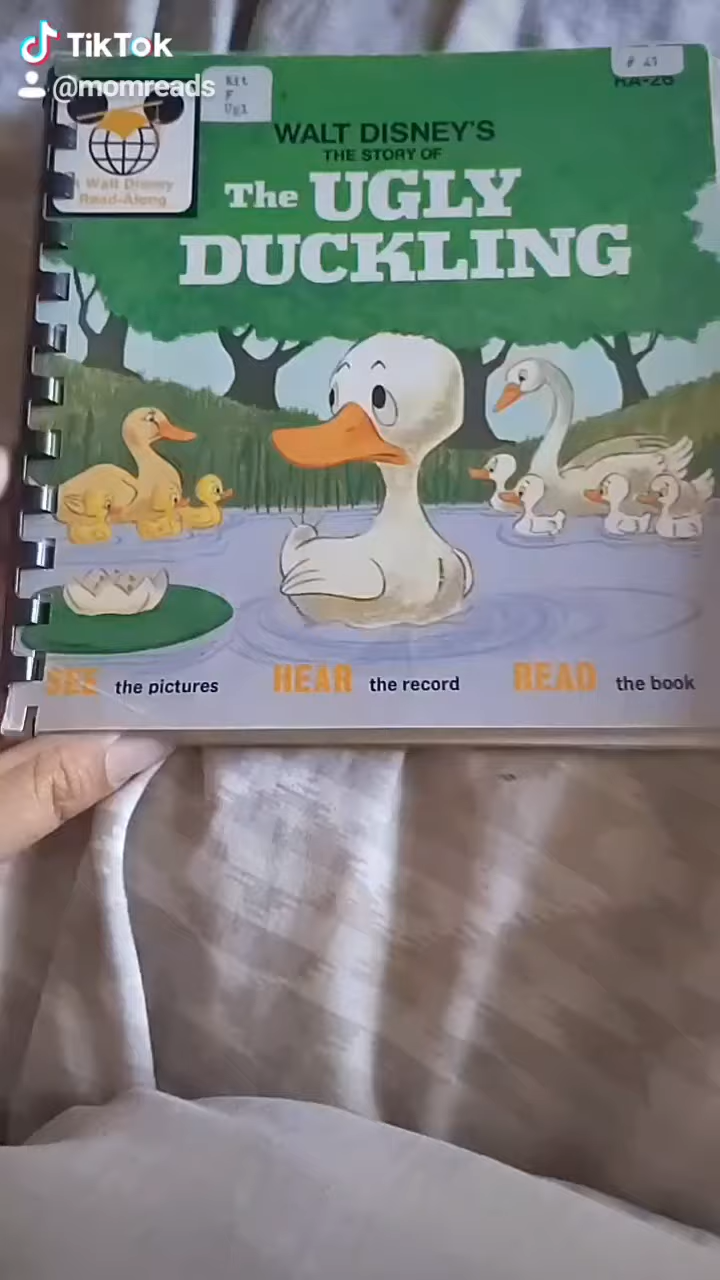 TikTok
@momreads
Kit
F
Ugl
# 41
RA-26
A Walt Disney
Read-Along
WALT DISNEY'S
THE STORY OF
The UGLY
DUCKLING
SEE the pictures HEAR the record READ the book